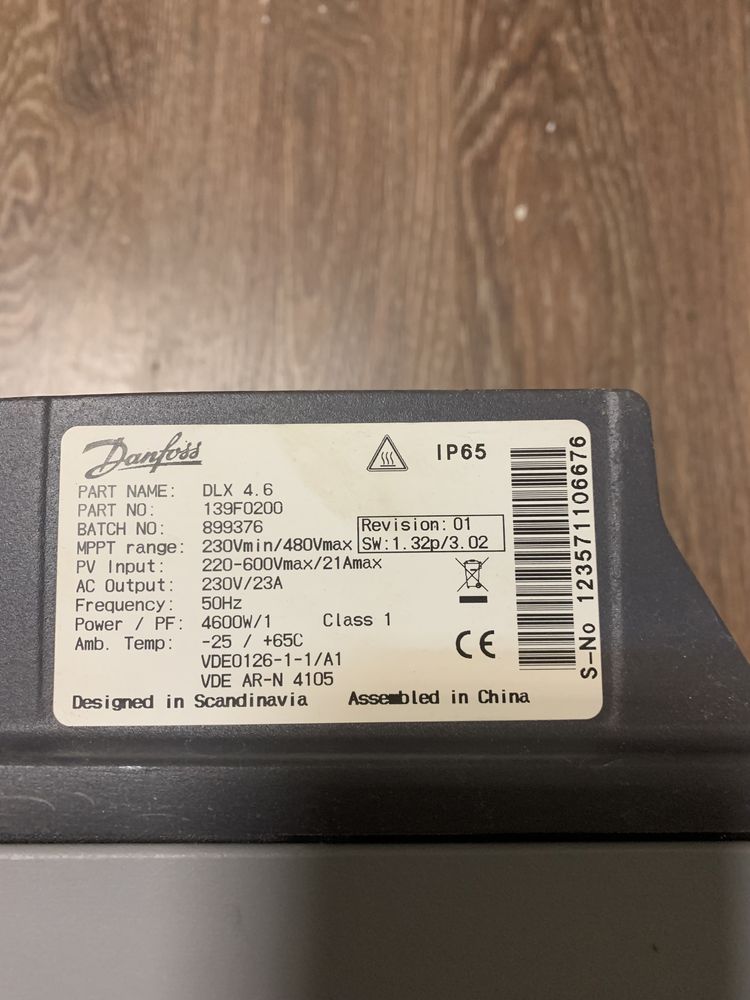 Danfoss
IP65
PART NAME: DLX 4.6
PART NO: 139F0200
BATCH NO: 899376
Revision: 01
MPPT range: 230Vmin/480Vmax
SW: 1.32p/3.02
PV Input: 220-600Vmax/21Amax
AC Output: 230V/23A
Frequency: 50Hz
Power / PF: 4600W/1 Class 1
Amb. Temp: -25 / +65C
CE
VDE0126-1-1/A1
VDE AR-N 4105
Designed in Scandinavia Assembled in China
S-No 123571106676